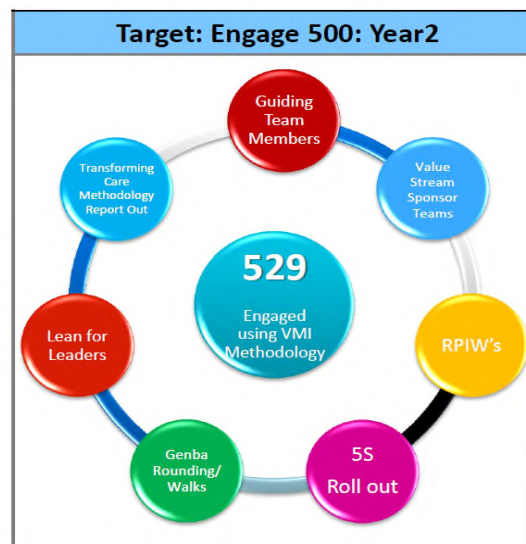 Target: Engage 500: Year2
Guiding
Team
Members
Value
Stream
Sponsor
Teams
RPIW's
5S
Roll out
Genba
Rounding/
Walks
Lean for
Leaders
Transforming
Care
Methodology
Report Out
529
Engaged
using VMI
Methodology